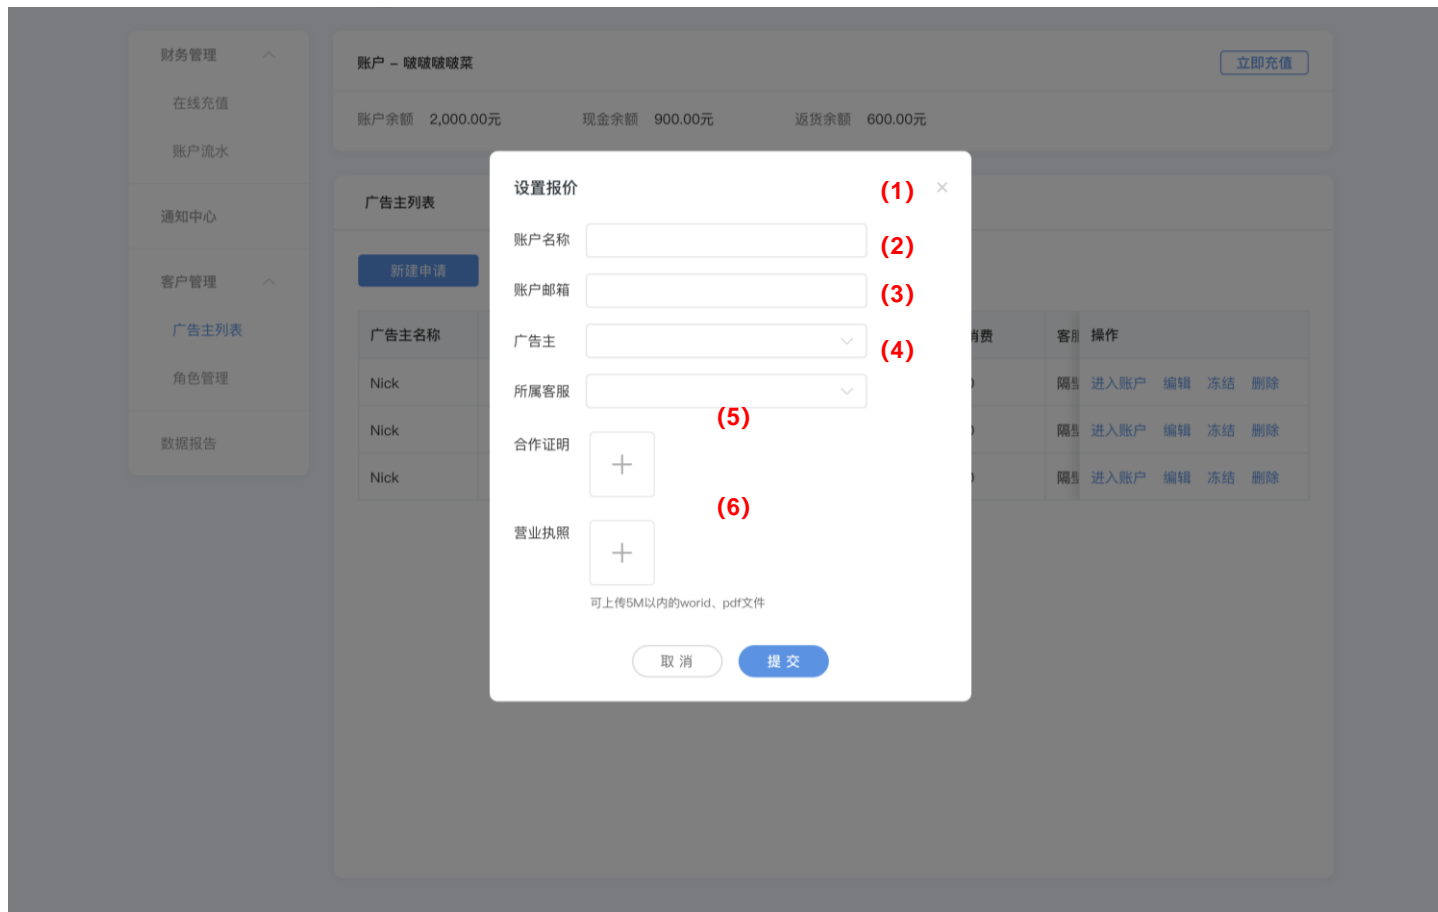 财务管理
在线充值
账户流水
通知中心
客户管理
广告主列表
角色管理
数据报告
账户 - 啵啵啵啵菜
立即充值
账户余额 2,000.00元 现金余额 900.00元 返货余额 600.00元
广告主列表
新建申请
广告主名称 消费 客服 操作
Nick 进入账户 编辑 冻结 删除
Nick 进入账户 编辑 冻结 删除
Nick 进入账户 编辑 冻结 删除
设置报价 (1)
账户名称 (2)
账户邮箱 (3)
广告主 (4)
所属客服
(5)
合作证明
(6)
营业执照
可上传5M以内的worid、pdf文件
取消 提交